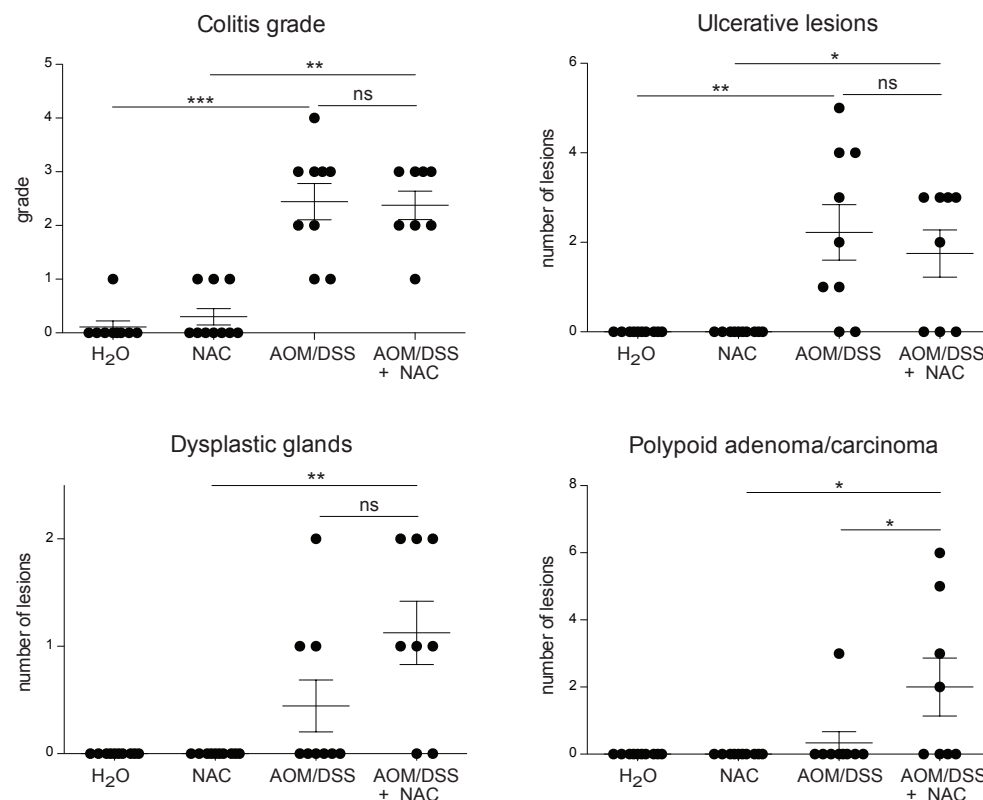 Colitis grade
5
4
3
2
1
0
grade
***
**
ns
H2O
NAC
AOM/DSS
AOM/DSS
+ NAC
Ulcerative lesions
6
4
2
0
number of lesions
**
*
ns
H2O
NAC
AOM/DSS
AOM/DSS
+ NAC
Dysplastic glands
2
1
0
number of lesions
**
ns
H2O
NAC
AOM/DSS
AOM/DSS
+ NAC
Polypoid adenoma/carcinoma
8
6
4
2
0
number of lesions
*
*
H2O
NAC
AOM/DSS
AOM/DSS
+ NAC